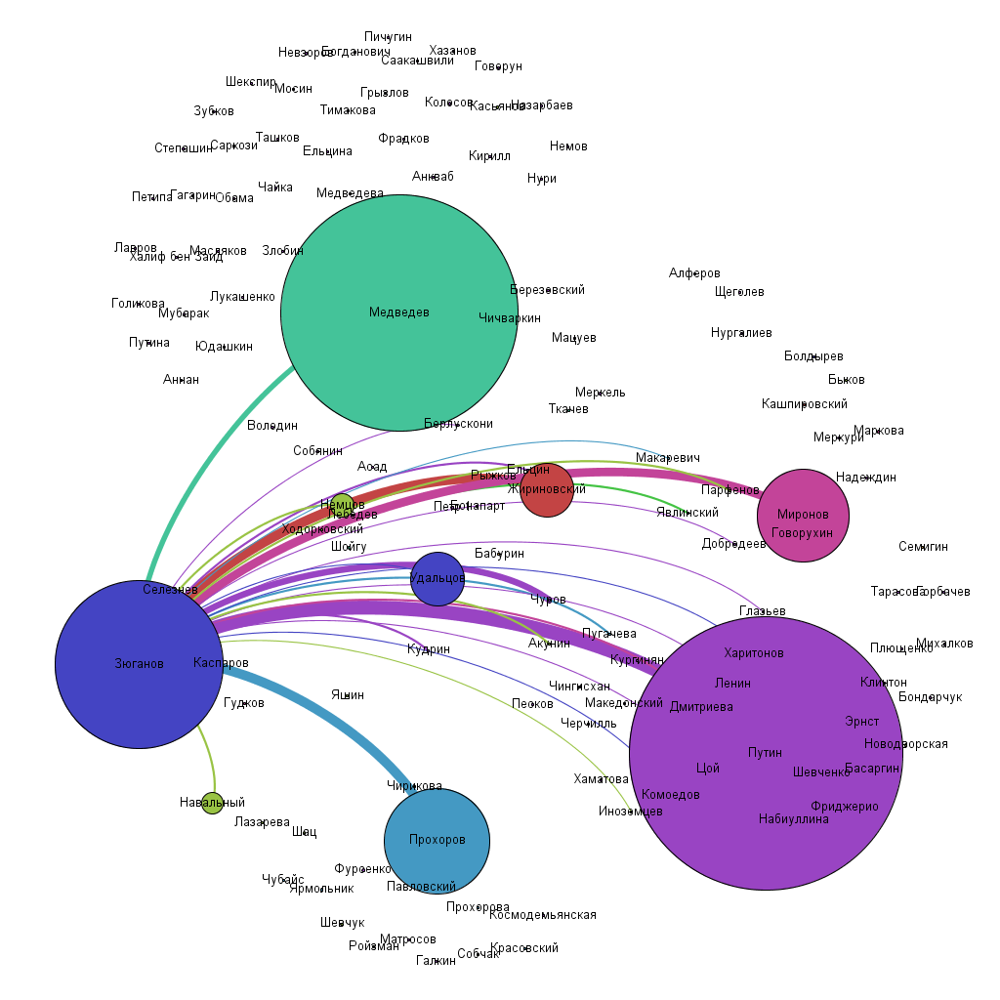 Пичугин
Невзоров
Богданович
Хазанов
Саакашвили
Говорун
Шекспир
Мосин
Грызлов
Колосов
Касьянов
Назарбаев
Зубков
Тимакова
Ташков
Фрадков
Саркози
Степашин
Ельцина
Кирилл
Немов
Анкваб
Нури
Чайка
Медведева
Петипа
Гагарин
Обама
Лавров
Халиф бен Заид
Масляков
Злобин
Алферов
Березовский
Щеголев
Лукашенко
Голикова
Мубарак
Медведев
Чичваркин
Нургалиев
Мацуев
Путина
Юдашкин
Болдырев
Аннан
Быков
Меркель
Ткачев
Кашпировский
Володин
Берлускони
Маркова
Меркури
Собянин
Макаревич
Асад
Ельцин
Рыжков
Надеждин
Жириновский
Парфенов
Немцов
Петр I
Бонапарт
Лебедев
Явлинский
Миронов
Ходорковский
Говорухин
Шойгу
Добродеев
Семигин
Бабурин
Удальцов
Селезнев
Тарасова
Горбачев
Чуров
Глазьев
Пугачева
Акунин
Кудрин
Харитонов
Плющенко
Михалков
Кургинян
Зюганов
Каспаров
Ленин
Клинтон
Чингисхан
Яшин
Гуджов
Песков
Македонский
Дмитриева
Бондарчук
Черчилль
Эрнст
Новодворская
Путин
Цой
Шевченко
Басаргин
Хаматова
Чирикова
Комоедов
Навальный
Иноземцев
Фриджерио
Набиуллина
Лазарева
Шац
Прохоров
Фурсенко
Чубайс
Ярмольник
Павловский
Прохорова
Космодемьянская
Шевчук
Матросов
Ройзман
Красовский
Собчак
Галкин